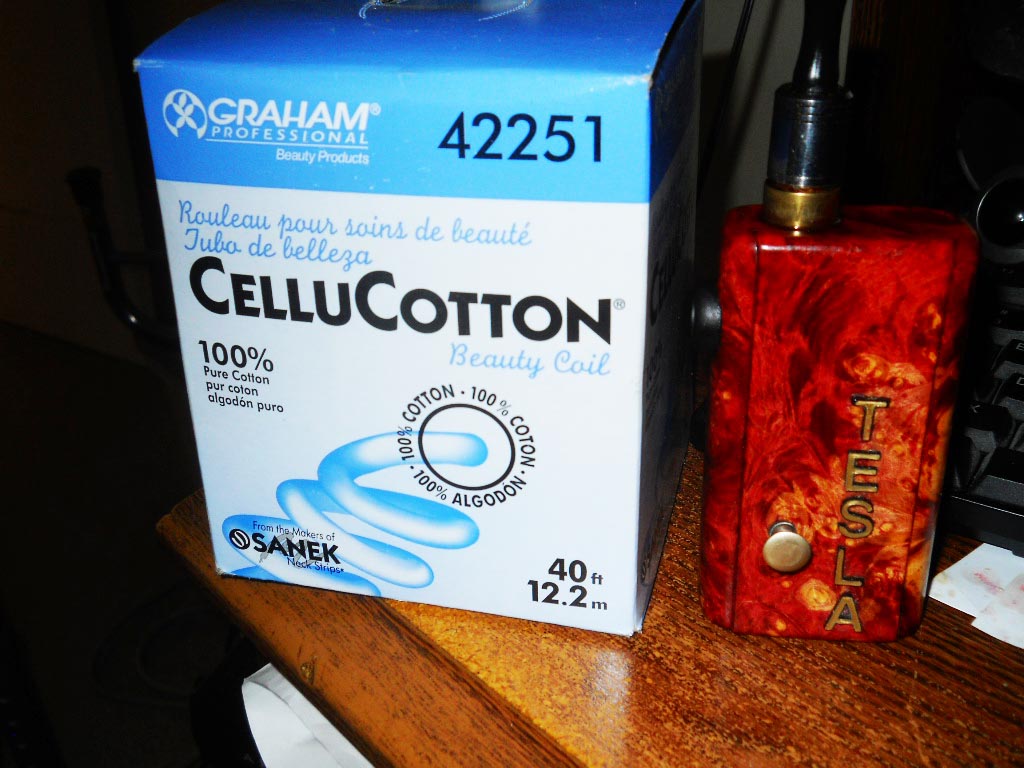 GRAHAM®
PROFESSIONAL
Beauty Products
42251
Rouleau pour soins de beauté
Tubo de belleza
CELLUCOTTON®
Beauty Coil
100%
Pure Cotton
pur coton
algodón puro
100% COTTON · 100% COTON · 100% ALGODÓN ·
From the Makers of
SANEK
Neck Strips
40 ft
12.2 m
TESLA